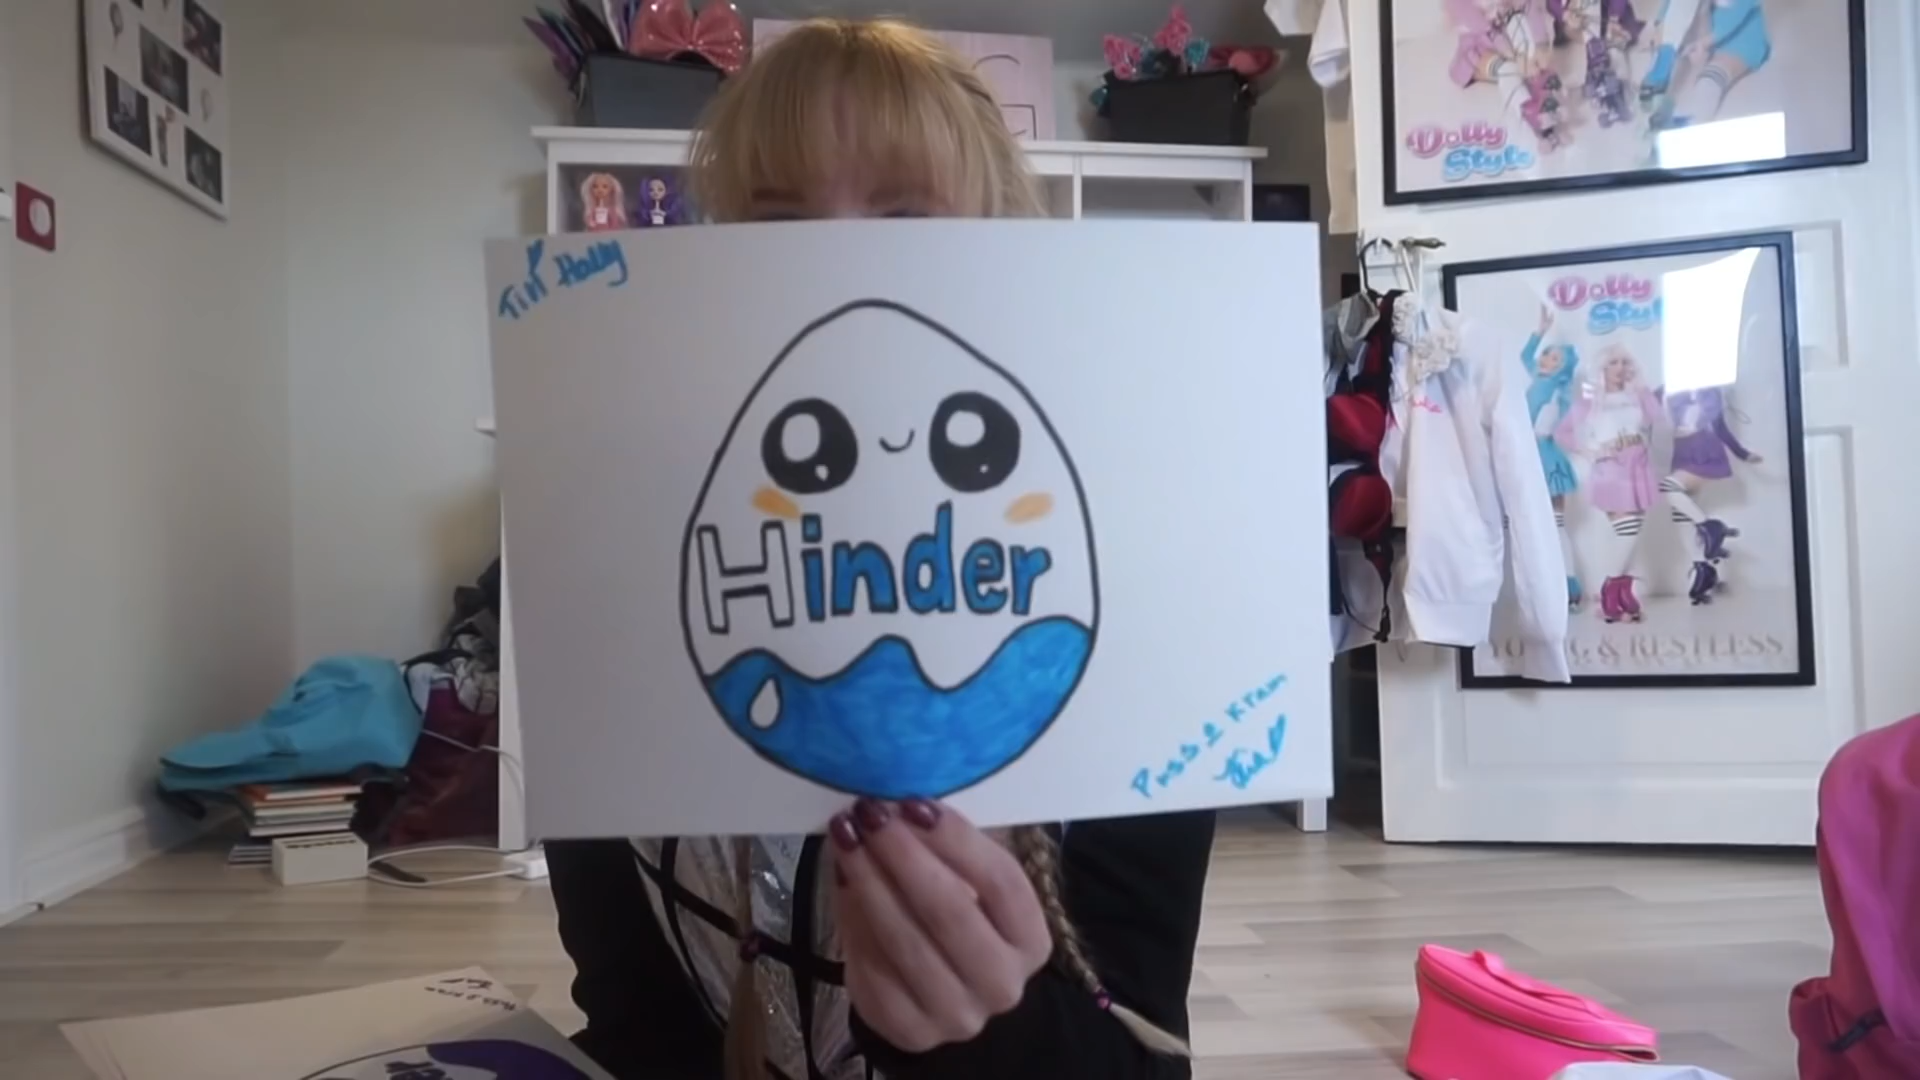 Dolly
Style
Till Holly
Dolly
Style
Hinder
YOUNG & RESTLESS
Puss & Kram